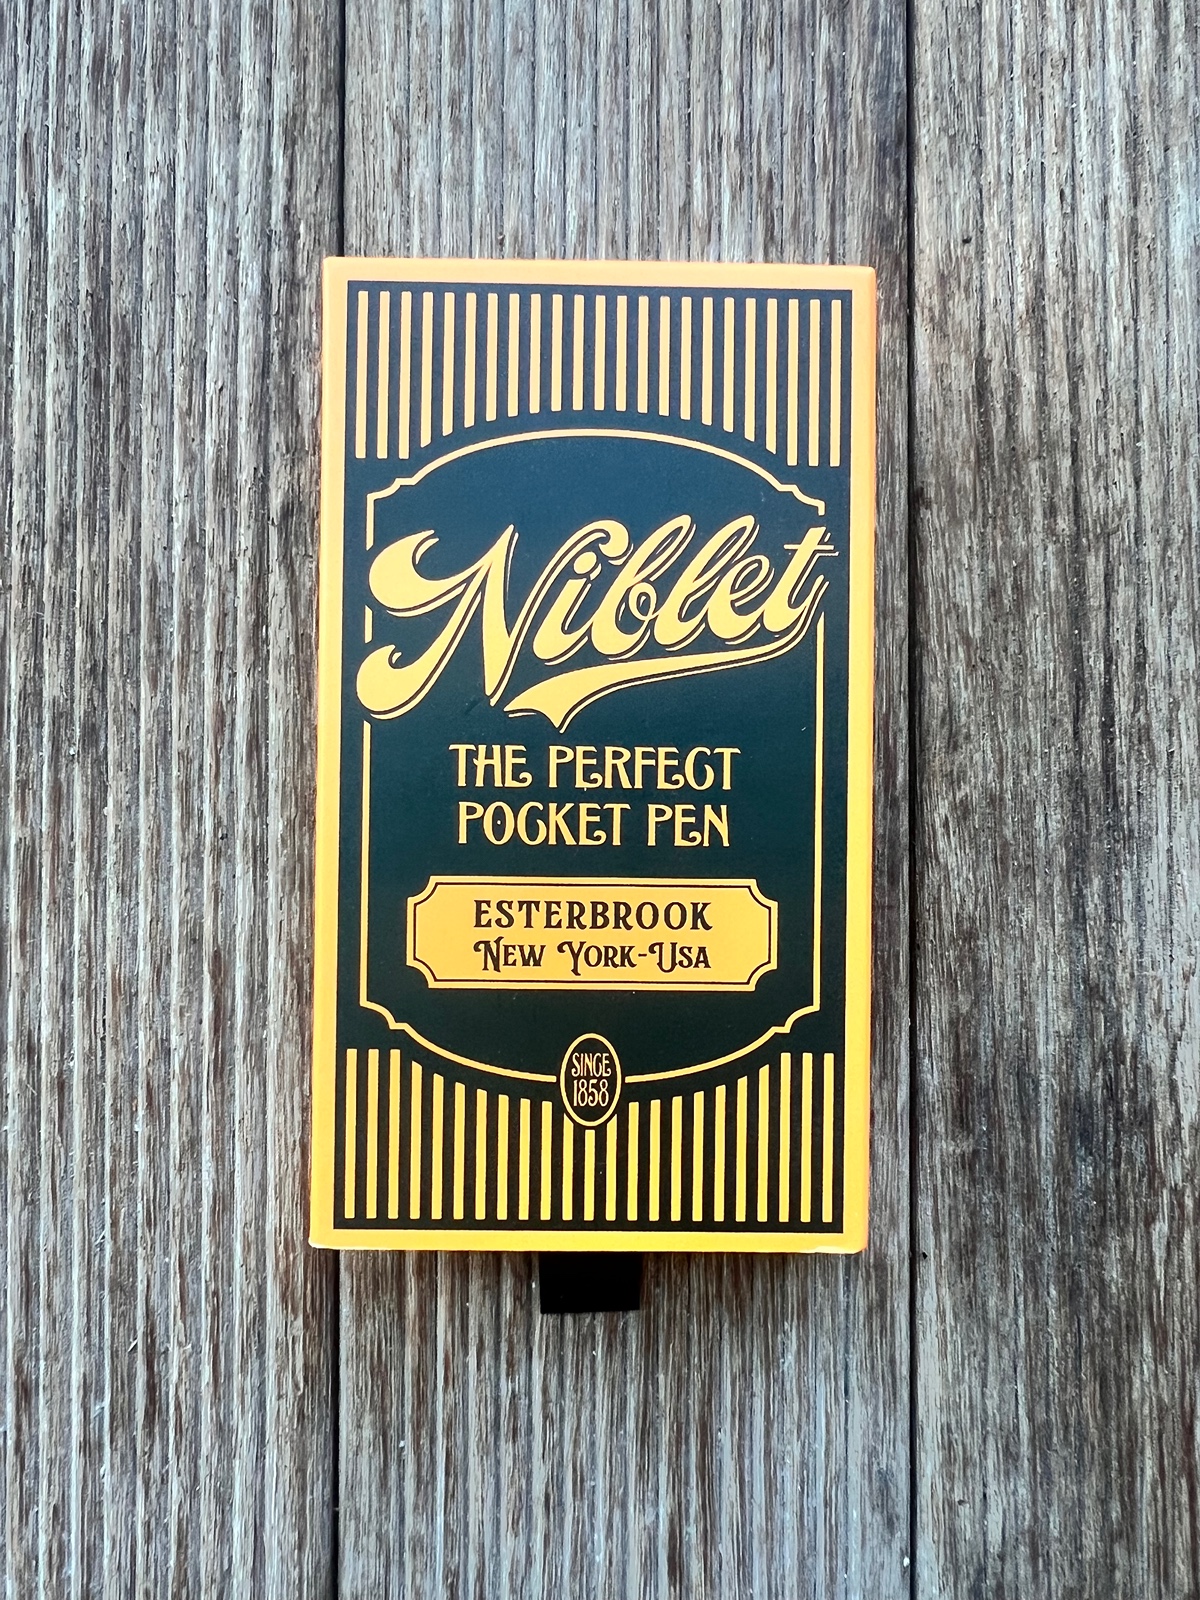 Niblet
THE PERFECT
POCKET PEN
ESTERBROOK
NEW YORK-USA
SINCE
1858